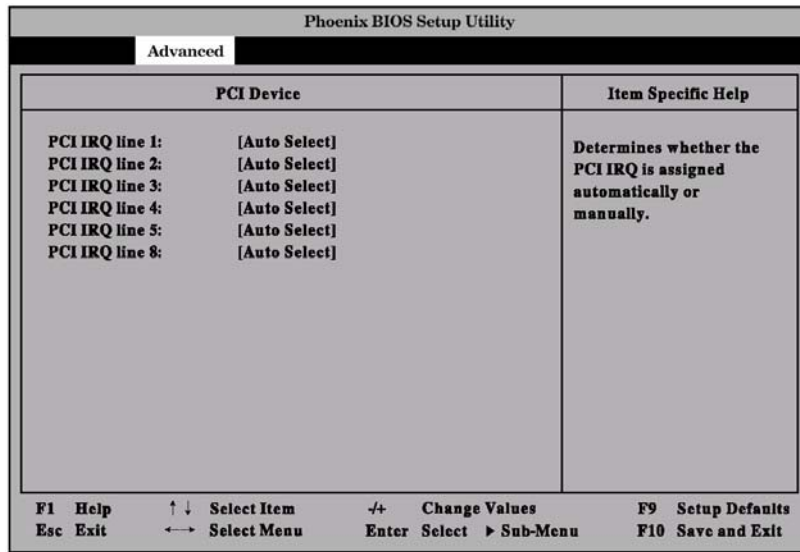 Phoenix BIOS Setup Utility
Advanced
PCI Device
Item Specific Help
PCI IRQ line 1: [Auto Select]
PCI IRQ line 2: [Auto Select]
PCI IRQ line 3: [Auto Select]
PCI IRQ line 4: [Auto Select]
PCI IRQ line 5: [Auto Select]
PCI IRQ line 8: [Auto Select]
Determines whether the
PCI IRQ is assigned
automatically or
manually.
F1 Help ↑ ↓ Select Item -/+ Change Values F9 Setup Defaults
Esc Exit ←→ Select Menu Enter Select ▶ Sub-Menu F10 Save and Exit